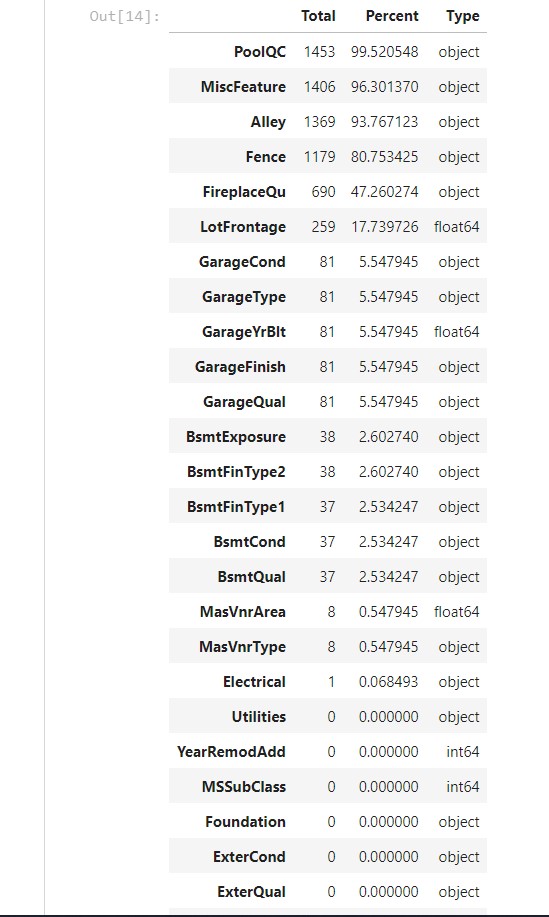 Out[14]:
Total Percent Type
PoolQC 1453 99.520548 object
MiscFeature 1406 96.301370 object
Alley 1369 93.767123 object
Fence 1179 80.753425 object
FireplaceQu 690 47.260274 object
LotFrontage 259 17.739726 float64
GarageCond 81 5.547945 object
GarageType 81 5.547945 object
GarageYrBlt 81 5.547945 float64
GarageFinish 81 5.547945 object
GarageQual 81 5.547945 object
BsmtExposure 38 2.602740 object
BsmtFinType2 38 2.602740 object
BsmtFinType1 37 2.534247 object
BsmtCond 37 2.534247 object
BsmtQual 37 2.534247 object
MasVnrArea 8 0.547945 float64
MasVnrType 8 0.547945 object
Electrical 1 0.068493 object
Utilities 0 0.000000 object
YearRemodAdd 0 0.000000 int64
MSSubClass 0 0.000000 int64
Foundation 0 0.000000 object
ExterCond 0 0.000000 object
ExterQual 0 0.000000 object